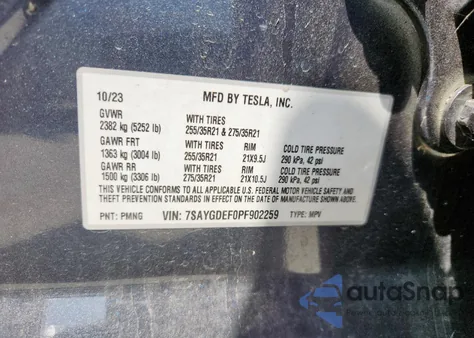 10/23 MFD BY TESLA, INC.
GVWR WITH TIRES
2382 kg (5252 lb) 255/35R21 & 275/35R21
GAWR FRT WITH TIRES RIM COLD TIRE PRESSURE
1363 kg (3004 lb) 255/35R21 21X9.5J 290 kPa, 42 psi
GAWR RR WITH TIRES RIM COLD TIRE PRESSURE
1500 kg (3306 lb) 275/35R21 21X10.5J 290 kPa, 42 psi
THIS VEHICLE CONFORMS TO ALL APPLICABLE U.S. FEDERAL MOTOR VEHICLE SAFETY AND
THEFT PREVENTION STANDARDS IN EFFECT ON THE DATE OF MANUFACTURE SHOWN ABOVE.
PNT: PMNG VIN: 7SAYGDEF0PF902259 TYPE: MPV
autoSnap